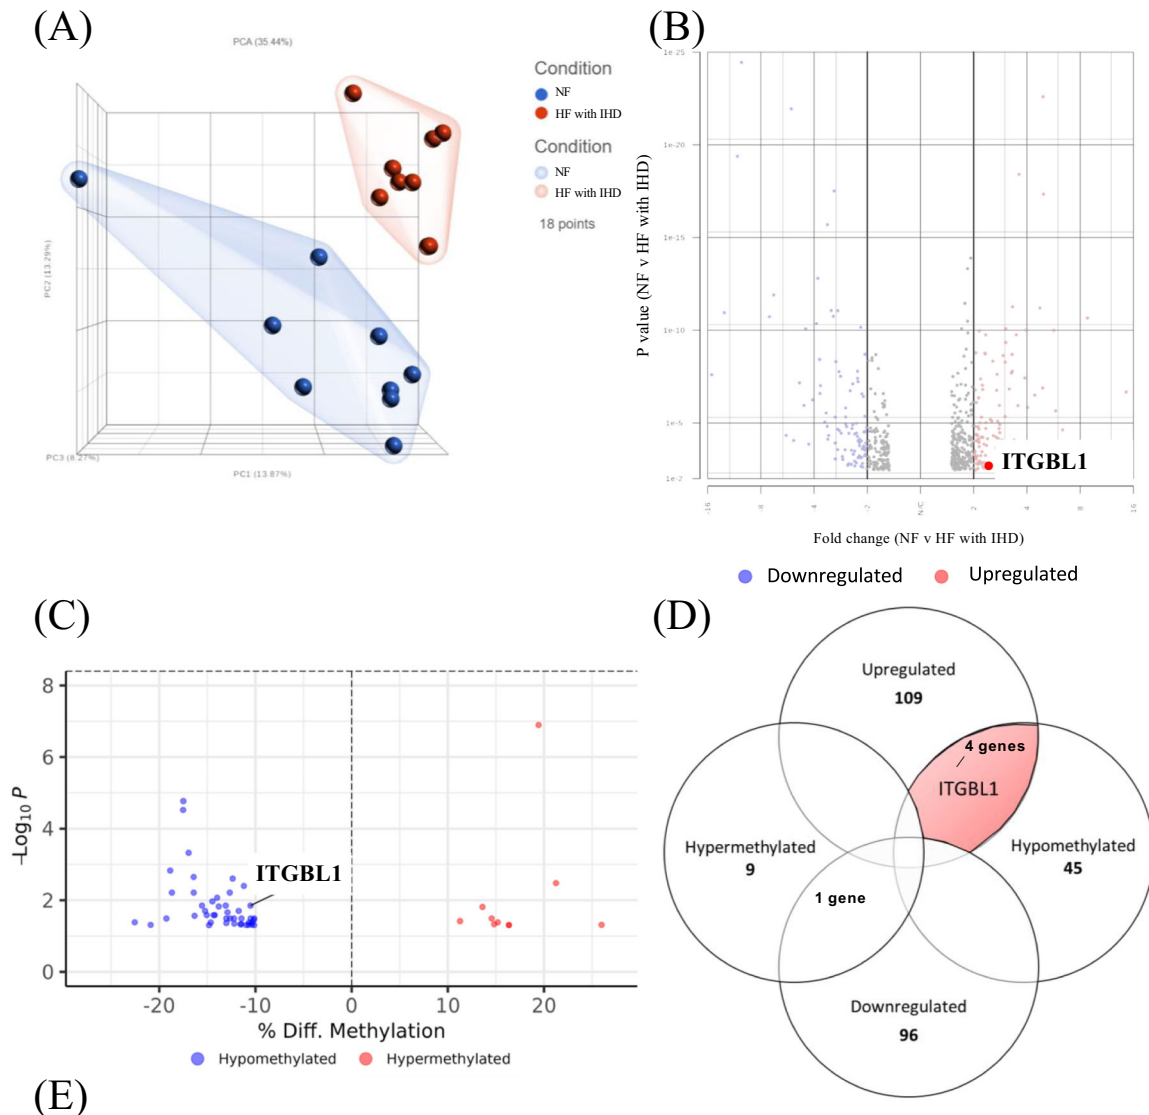 (A)
PCA (35.44%)
PC2 (13.29%)
PC3 (8.27%)
PC1 (13.87%)
Condition
NF
HF with IHD
Condition
NF
HF with IHD
18 points
(B)
P value (NF v HF with IHD)
1e-25
1e-20
1e-15
1e-10
1e-5
1e-2
ITGBL1
-16
-8
-4
-2
N/C
2
4
8
16
Fold change (NF v HF with IHD)
Downregulated
Upregulated
(C)
−Log10 P
8
6
4
2
0
ITGBL1
-20
-10
0
10
20
% Diff. Methylation
Hypomethylated
Hypermethylated
(D)
Upregulated
109
4 genes
ITGBL1
Hypermethylated
9
Hypomethylated
45
1 gene
Downregulated
96
(E)